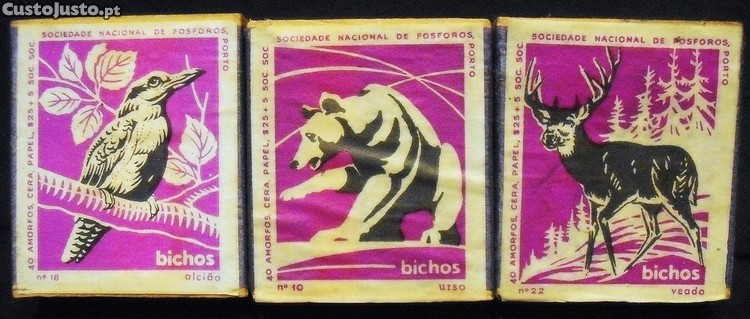 CustoJusto.pt
SOCIEDADE NACIONAL DE FOSFOROS, PORTO
40 AMORFOS, CERA, PAPEL, $25 + 5 SOC. SOC.
bichos
nº 18 alcião
SOCIEDADE NACIONAL DE FOSFOROS, PORTO
40 AMORFOS, CERA, PAPEL, $25 + 5 SOC. SOC.
bichos
nº 10 urso
SOCIEDADE NACIONAL DE FOSFOROS, PORTO
40 AMORFOS, CERA, PAPEL, $25 + 5 SOC. SOC.
bichos
nº 22 veado